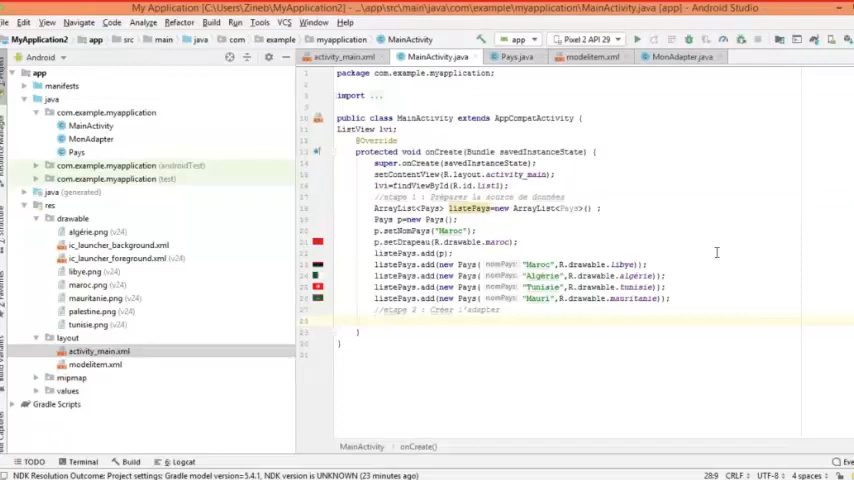 My Application [C:\Users\Zineb\MyApplication2] - ...\app\src\main\java\com\example\myapplication\MainActivity.java [app] - Android Studio
File Edit View Navigate Code Analyze Refactor Build Run Tools VCS Window Help
MyApplication2 app src main java com example myapplication MainActivity app Pixel 2 API 29
Android
activity_main.xml MainActivity.java Pays.java modelitem.xml MonAdapter.java
app
manifests
java
com.example.myapplication
MainActivity
MonAdapter
Pays
com.example.myapplication (androidTest)
com.example.myapplication (test)
java (generated)
res
drawable
algérie.png (v24)
ic_launcher_background.xml
ic_launcher_foreground.xml (v24)
libye.png (v24)
maroc.png (v24)
mauritanie.png (v24)
palestine.png (v24)
tunisie.png (v24)
layout
activity_main.xml
modelitem.xml
mipmap
values
Gradle Scripts
package com.example.myapplication;
import ...
public class MainActivity extends AppCompatActivity {
ListView lvi;
@Override
protected void onCreate(Bundle savedInstanceState) {
super.onCreate(savedInstanceState);
setContentView(R.layout.activity_main);
lvi=findViewById(R.id.list1);
//etape 1 : Préparer la source de données
ArrayList<Pays> listePays=new ArrayList<Pays>() ;
Pays p=new Pays();
p.setNomPays("Maroc");
p.setDrapeau(R.drawable.maroc);
listePays.add(p);
listePays.add(new Pays( nomPays: "Maroc",R.drawable.libye));
listePays.add(new Pays( nomPays: "Algérie",R.drawable.algérie));
listePays.add(new Pays( nomPays: "Tunisie",R.drawable.tunisie));
listePays.add(new Pays( nomPays: "Mauri",R.drawable.mauritanie));
//etape 2 : Créer l'adapter
}
}
MainActivity onCreate()
TODO Terminal Build 6: Logcat
NDK Resolution Outcome: Project settings: Gradle model version=5.4.1, NDK version is UNKNOWN (23 minutes ago) 28:9 CRLF UTF-8 4 spaces